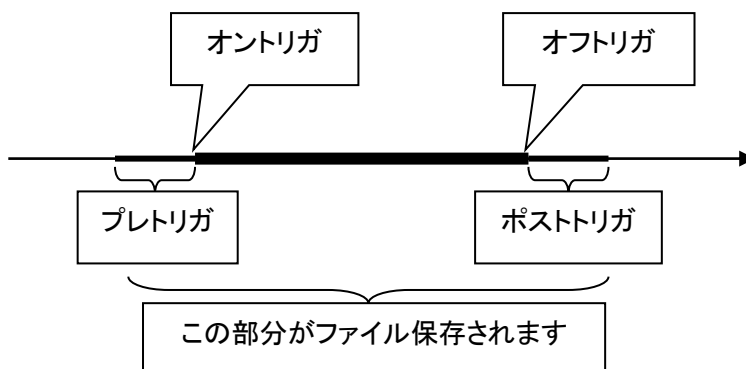 オントリガ
オフトリガ
プレトリガ
ポストトリガ
この部分がファイル保存されます